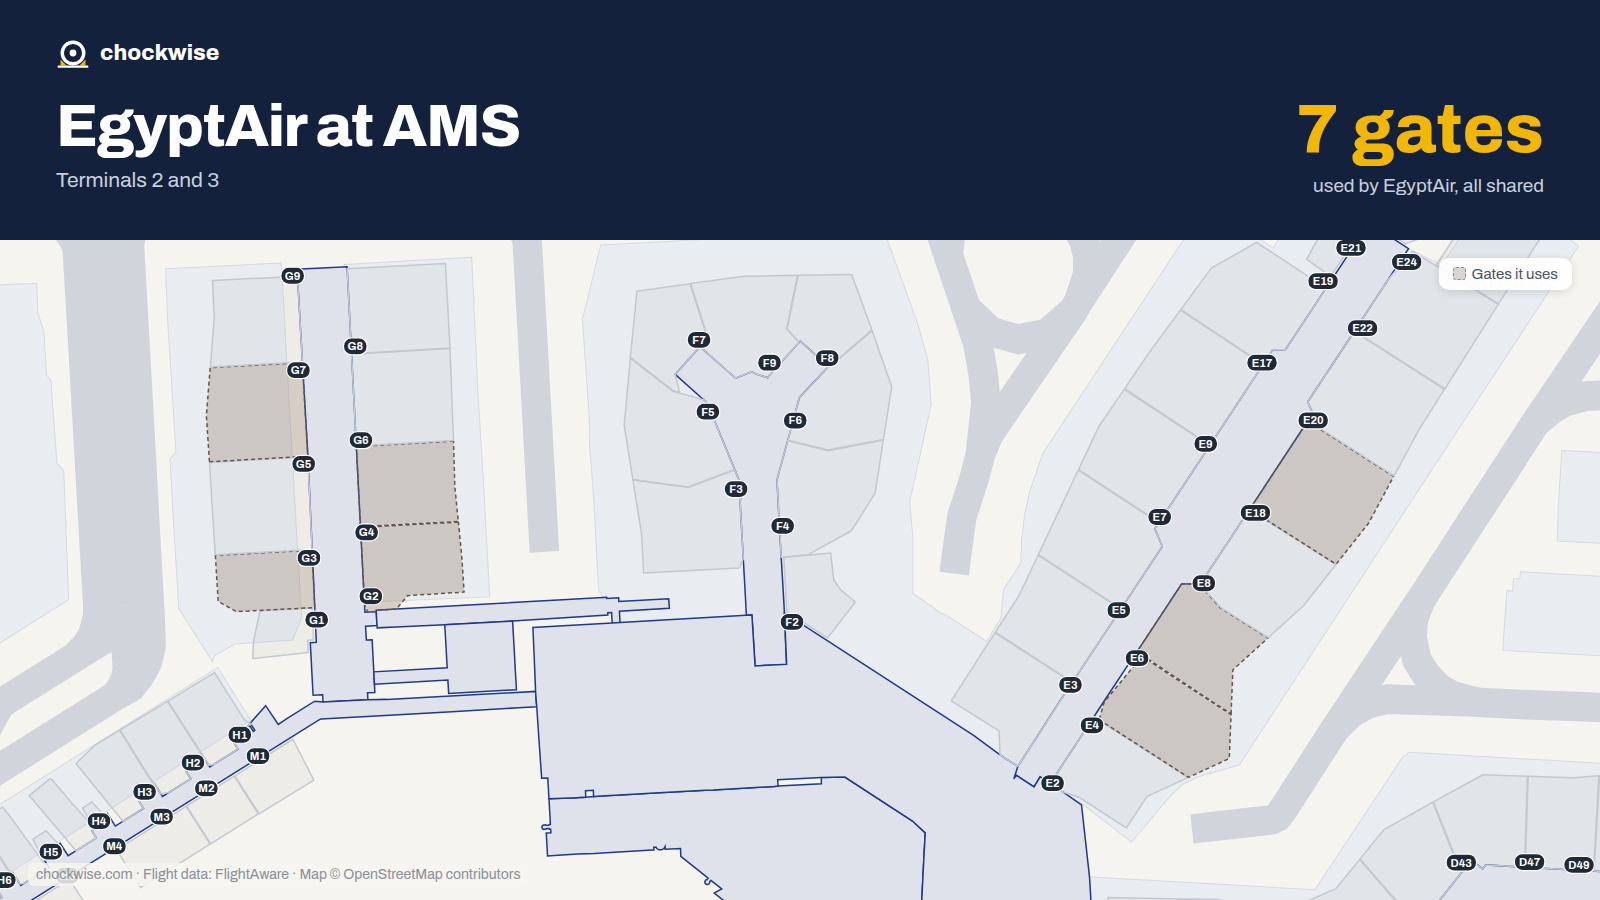 chockwise
EgyptAir at AMS
Terminals 2 and 3
7 gates
used by EgyptAir, all shared
Gates it uses
E21
E24
E19
G9
E22
G8
F7
F8
F9
E17
G7
F5
F6
E20
G6
E9
G5
F3
E18
E7
F4
G4
G3
E8
G2
E5
G1
F2
E6
E3
E4
H1
M1
H2
E2
M2
H3
M3
H4
M4
H5
D43
D47
D49
H6
chockwise.com · Flight data: FlightAware · Map © OpenStreetMap contributors